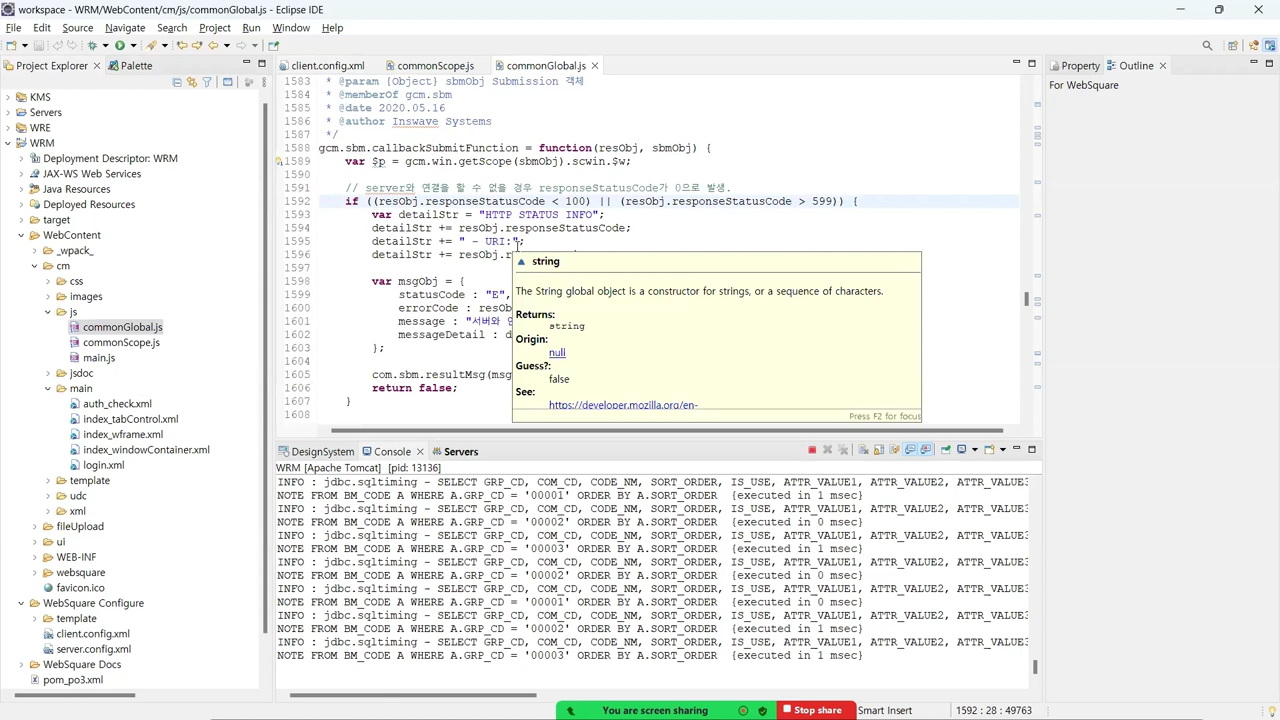 workspace - WRM/WebContent/cm/js/commonGlobal.js - Eclipse IDE
File Edit Source Navigate Search Project Run Window Help
Project Explorer
Palette
client.config.xml
commonScope.js
commonGlobal.js
Property
Outline
For WebSquare
KMS
Servers
WRE
WRM
Deployment Descriptor: WRM
JAX-WS Web Services
Java Resources
Deployed Resources
target
WebContent
_wpack_
cm
css
images
js
commonGlobal.js
commonScope.js
main.js
jsdoc
main
auth_check.xml
index_tabControl.xml
index_wframe.xml
index_windowContainer.xml
login.xml
template
udc
xml
fileUpload
ui
WEB-INF
websquare
favicon.ico
WebSquare Configure
template
client.config.xml
server.config.xml
WebSquare Docs
pom_po3.xml
1583 * @param {Object} sbmObj Submission 객체
1584 * @memberOf gcm.sbm
1585 * @date 2020.05.16
1586 * @author Inswave Systems
1587 */
1588 gcm.sbm.callbackSubmitFunction = function(resObj, sbmObj) {
1589 var $p = gcm.win.getScope(sbmObj).scwin.$w;
1590
1591 // server와 연결을 할 수 없을 경우 responseStatusCode가 0으로 발생.
1592 if ((resObj.responseStatusCode < 100) || (resObj.responseStatusCode > 599)) {
1593 var detailStr = "HTTP STATUS INFO";
1594 detailStr += resObj.responseStatusCode;
1595 detailStr += " - URI:";
1596 detailStr += resObj.r
1597
1598 var msgObj = {
1599 statusCode : "E",
1600 errorCode : resOb
1601 message : "서버와 연
1602 messageDetail : d
1603 };
1604
1605 com.sbm.resultMsg(msg
1606 return false;
1607 }
1608
string
The String global object is a constructor for strings, or a sequence of characters.
Returns:
string
Origin:
null
Guess?:
false
See:
https://developer.mozilla.org/en-
Press F2 for focus
DesignSystem
Console
Servers
WRM [Apache Tomcat] [pid: 13136]
INFO : jdbc.sqltiming - SELECT GRP_CD, COM_CD, CODE_NM, SORT_ORDER, IS_USE, ATTR_VALUE1, ATTR_VALUE2, ATTR_VALUE3
NOTE FROM BM_CODE A WHERE A.GRP_CD = '00001' ORDER BY A.SORT_ORDER {executed in 1 msec}
INFO : jdbc.sqltiming - SELECT GRP_CD, COM_CD, CODE_NM, SORT_ORDER, IS_USE, ATTR_VALUE1, ATTR_VALUE2, ATTR_VALUE3
NOTE FROM BM_CODE A WHERE A.GRP_CD = '00002' ORDER BY A.SORT_ORDER {executed in 0 msec}
INFO : jdbc.sqltiming - SELECT GRP_CD, COM_CD, CODE_NM, SORT_ORDER, IS_USE, ATTR_VALUE1, ATTR_VALUE2, ATTR_VALUE3
NOTE FROM BM_CODE A WHERE A.GRP_CD = '00003' ORDER BY A.SORT_ORDER {executed in 1 msec}
INFO : jdbc.sqltiming - SELECT GRP_CD, COM_CD, CODE_NM, SORT_ORDER, IS_USE, ATTR_VALUE1, ATTR_VALUE2, ATTR_VALUE3
NOTE FROM BM_CODE A WHERE A.GRP_CD = '00002' ORDER BY A.SORT_ORDER {executed in 0 msec}
INFO : jdbc.sqltiming - SELECT GRP_CD, COM_CD, CODE_NM, SORT_ORDER, IS_USE, ATTR_VALUE1, ATTR_VALUE2, ATTR_VALUE3
NOTE FROM BM_CODE A WHERE A.GRP_CD = '00001' ORDER BY A.SORT_ORDER {executed in 0 msec}
INFO : jdbc.sqltiming - SELECT GRP_CD, COM_CD, CODE_NM, SORT_ORDER, IS_USE, ATTR_VALUE1, ATTR_VALUE2, ATTR_VALUE3
NOTE FROM BM_CODE A WHERE A.GRP_CD = '00002' ORDER BY A.SORT_ORDER {executed in 1 msec}
INFO : jdbc.sqltiming - SELECT GRP_CD, COM_CD, CODE_NM, SORT_ORDER, IS_USE, ATTR_VALUE1, ATTR_VALUE2, ATTR_VALUE3
NOTE FROM BM_CODE A WHERE A.GRP_CD = '00003' ORDER BY A.SORT_ORDER {executed in 1 msec}
You are screen sharing
Stop share
Smart Insert
1592 : 28 : 49763